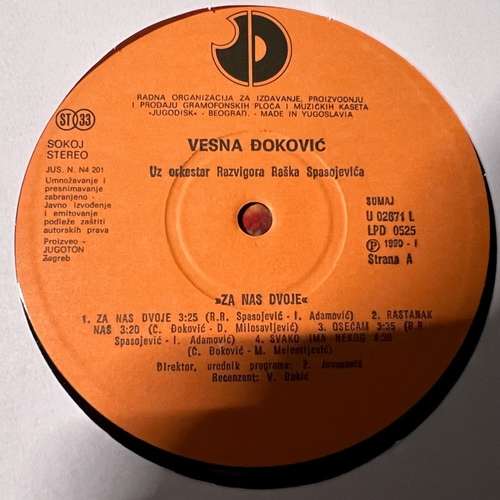 RADNA ORGANIZACIJA ZA IZDAVANJE, PROIZVODNJU
I PRODAJU GRAMOFONSKIH PLOČA I MUZIČKIH KASETA
»JUGODISK« - BEOGRAD. - MADE IN YUGOSLAVIA
ST 33
SOKOJ
STEREO
JUS. N. N4 201
Umnožavanje i
presnimavanje
zabranjeno -
Javno izvođenje
i emitovanje
podleže zaštiti
autorskih prava
Proizveo -
JUGOTON
Zagreb
VESNA ĐOKOVIĆ
Uz orkestar Razvigora Raška Spasojevića
SUMAJ
U 02871 L
LPD 0525
P 1990 - I
Strana A
»ZA NAS DVOJE«
1. ZA NAS DVOJE 3:25 (R.R. Spasojević - I. Adamović) 2. RASTANAK
NAŠ 3:20 (Č. Đoković - D. Milosavljević) 3. OSEĆAM 3:35 (R.R.
Spasojević - I. Adamović) 4. SVAKO IMA NEKOG
(Č. Đoković - M.
Direktor, urednik programa: Ž.
Recenzent: V.